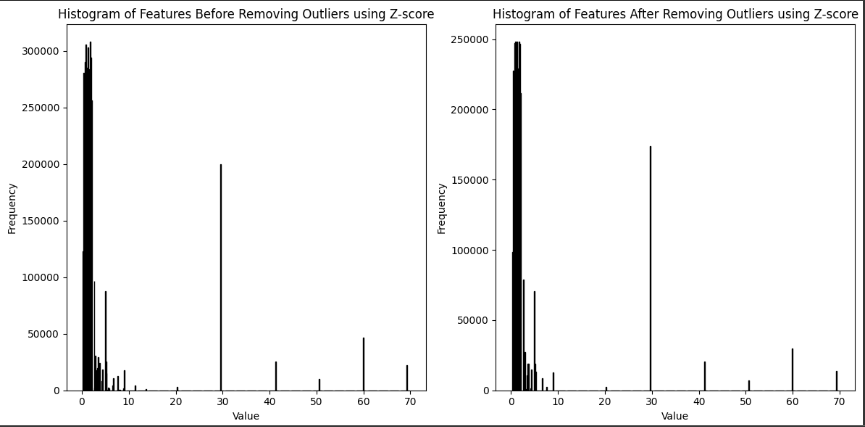 Histogram of Features Before Removing Outliers using Z-score
Frequency
300000
250000
200000
150000
100000
50000
0
0 10 20 30 40 50 60 70
Value
Histogram of Features After Removing Outliers using Z-score
Frequency
250000
200000
150000
100000
50000
0
0 10 20 30 40 50 60 70
Value